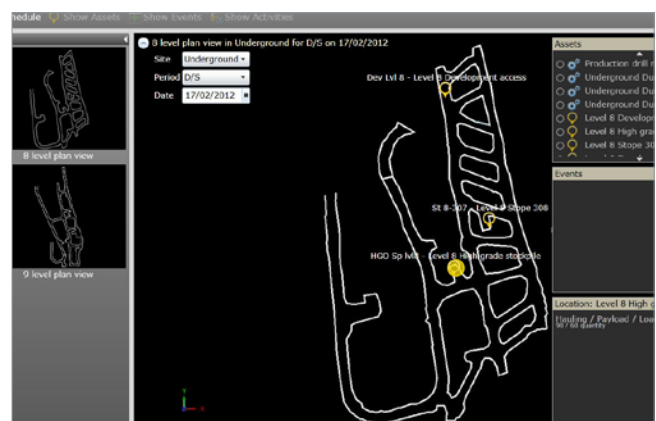 hedule Show Assets Show Events Show Activities
8 level plan view in Underground for D/S on 17/02/2012
Site Underground
Period D/S
Date 17/02/2012
8 level plan view
9 level plan view
Dev Lvl 8 - Level 8 Development access
St 8-307 - Level 8 Stope 308
HGO Sp lvl8 - Level 8 High grade stockpile
Y
X
Assets
Production drill r
Underground Du
Underground Du
Underground Du
Level 8 Develop
Level 8 High gra
Level 8 Stope 30
Events
Location: Level 8 High g
Hauling / Payload / Loa
90 / 60 quantity